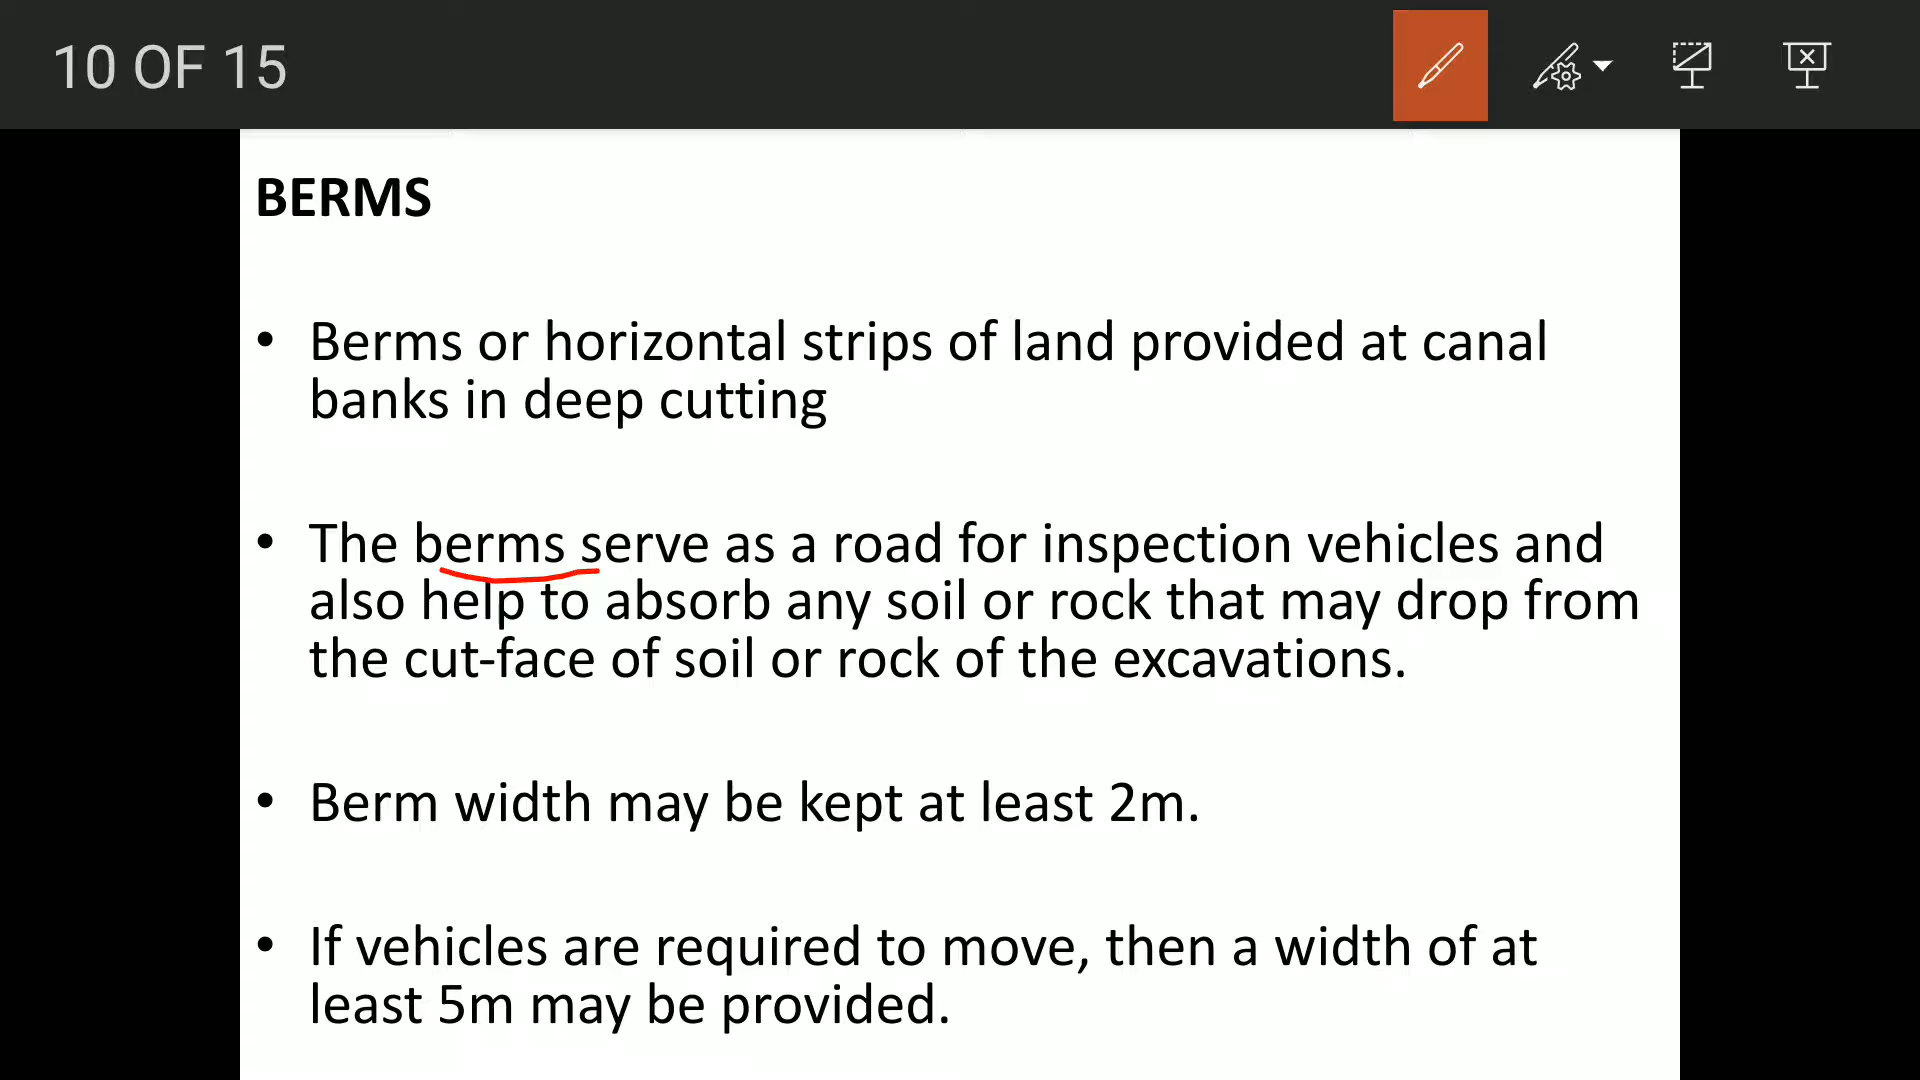 10 OF 15
BERMS
• Berms or horizontal strips of land provided at canal
banks in deep cutting
• The berms serve as a road for inspection vehicles and
also help to absorb any soil or rock that may drop from
the cut-face of soil or rock of the excavations.
• Berm width may be kept at least 2m.
• If vehicles are required to move, then a width of at
least 5m may be provided.